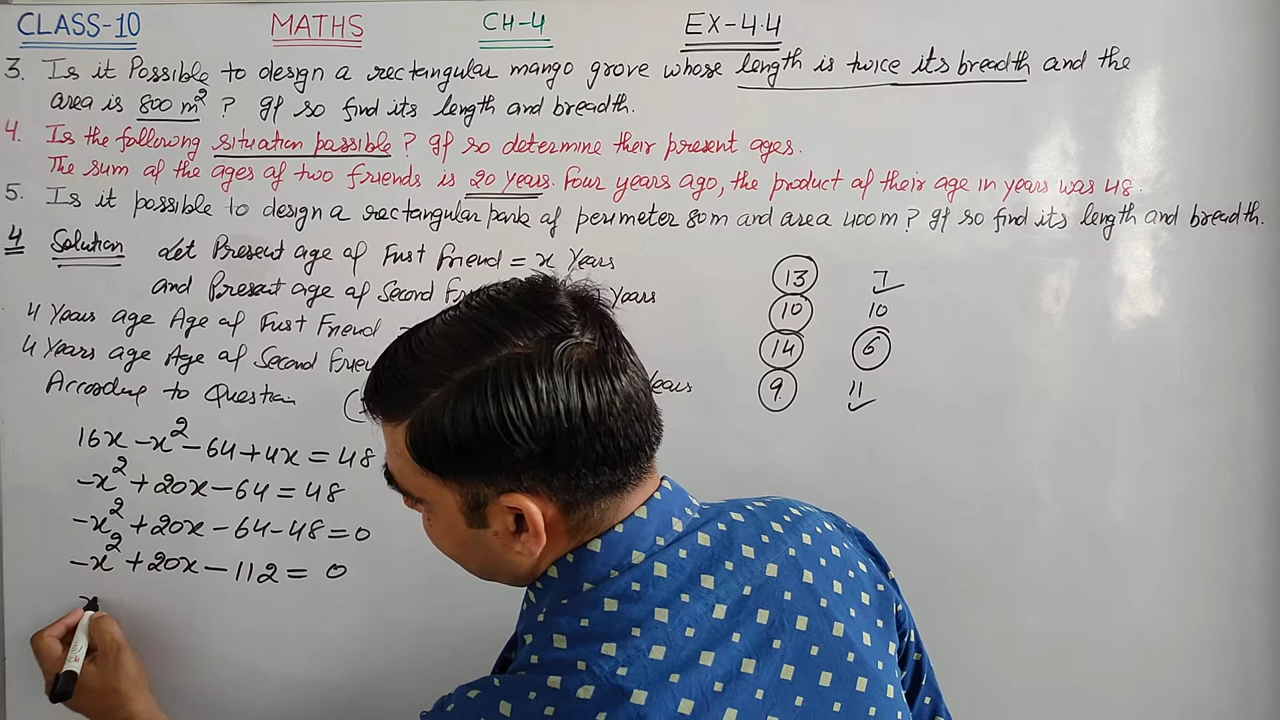 CLASS-10 MATHS CH-4 EX-4.4
3. Is it Possible to design a rectangular mango grove whose length is twice its breadth and the
area is 800 m² ? If so find its length and breadth.
4. Is the following situation possible ? If so determine their present ages.
The sum of the ages of two friends is 20 years. Four years ago, the product of their age in years was 48.
5. Is it possible to design a rectangular park of perimeter 80m and area 400m ? If so find its length and breadth.
4 Solution Let Present age of First friend = x Years
and Present age of Second Years
4 Years age Age of First Friend =
4 Years age Age of Second
According to Question ( Years
16x - x² - 64 + 4x = 48
-x² + 20x - 64 = 48
-x² + 20x - 64 - 48 = 0
-x² + 20x - 112 = 0
13 7
10 10
14 6
9 11